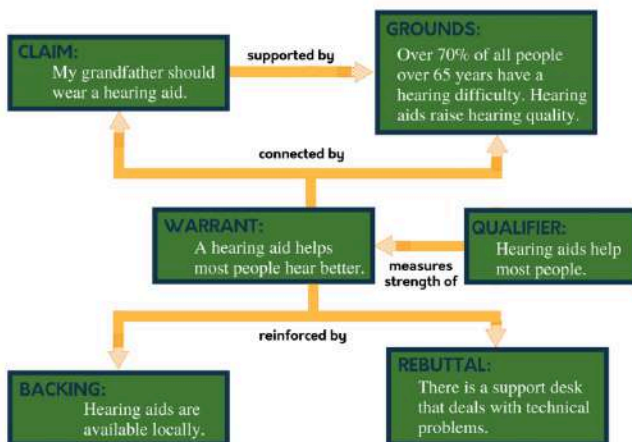 CLAIM:
My grandfather should
wear a hearing aid.
supported by
GROUNDS:
Over 70% of all people
over 65 years have a
hearing difficulty. Hearing
aids raise hearing quality.
connected by
WARRANT:
A hearing aid helps
most people hear better.
measures
strength of
QUALIFIER:
Hearing aids help
most people.
reinforced by
BACKING:
Hearing aids are
available locally.
REBUTTAL:
There is a support desk
that deals with technical
problems.